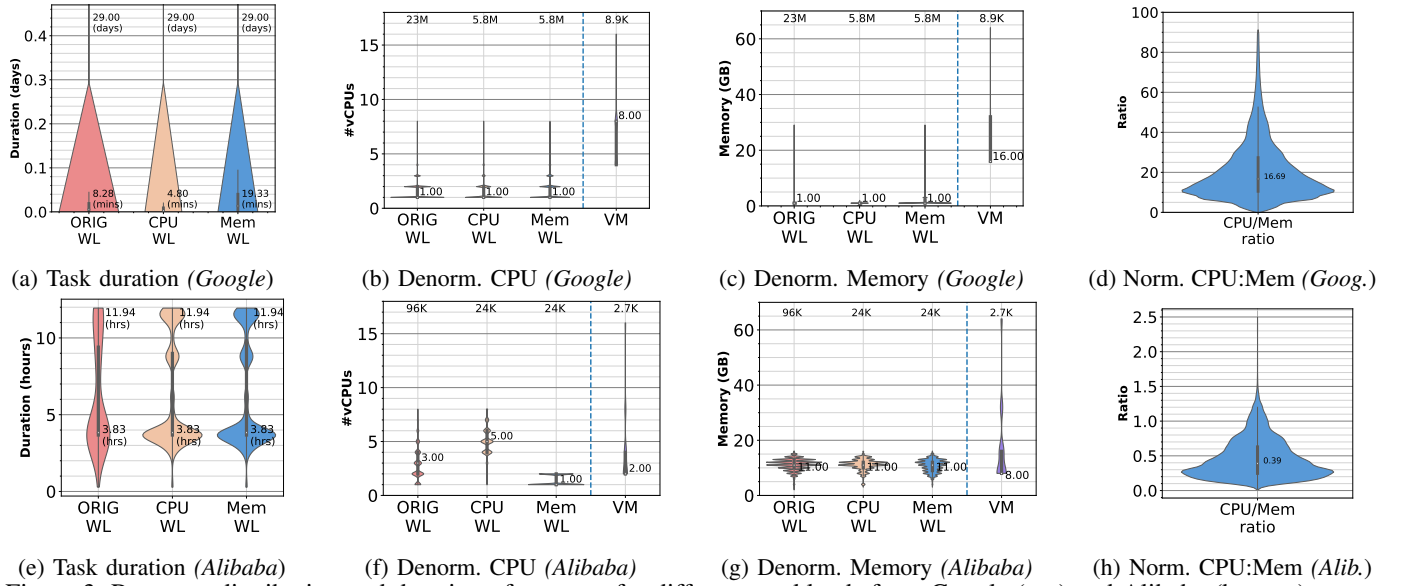 29.00 (days) 29.00 (days) 29.00 (days)
8.28 (mins) 4.80 (mins) 19.33 (mins)
Duration (days)
0.4
0.3
0.2
0.1
0.0
ORIG WL CPU WL Mem WL
(a) Task duration (Google)
23M 5.8M 5.8M 8.9K
#vCPUs
15
10
5
0
1.00 1.00 1.00 8.00
ORIG WL CPU WL Mem WL VM
(b) Denorm. CPU (Google)
23M 5.8M 5.8M 8.9K
Memory (GB)
60
40
20
0
1.00 1.00 1.00 16.00
ORIG WL CPU WL Mem WL VM
(c) Denorm. Memory (Google)
Ratio
100
80
60
40
20
0
16.69
CPU/Mem ratio
(d) Norm. CPU:Mem (Goog.)
11.94 (hrs) 11.94 (hrs) 11.94 (hrs)
3.83 (hrs) 3.83 (hrs) 3.83 (hrs)
Duration (hours)
10
5
0
ORIG WL CPU WL Mem WL
(e) Task duration (Alibaba)
96K 24K 24K 2.7K
#vCPUs
15
10
5
0
3.00 5.00 1.00 2.00
ORIG WL CPU WL Mem WL VM
(f) Denorm. CPU (Alibaba)
96K 24K 24K 2.7K
Memory (GB)
60
40
20
0
11.00 11.00 11.00 8.00
ORIG WL CPU WL Mem WL VM
(g) Denorm. Memory (Alibaba)
Ratio
2.5
2.0
1.5
1.0
0.5
0.0
0.39
CPU/Mem ratio
(h) Norm. CPU:Mem (Alib.)